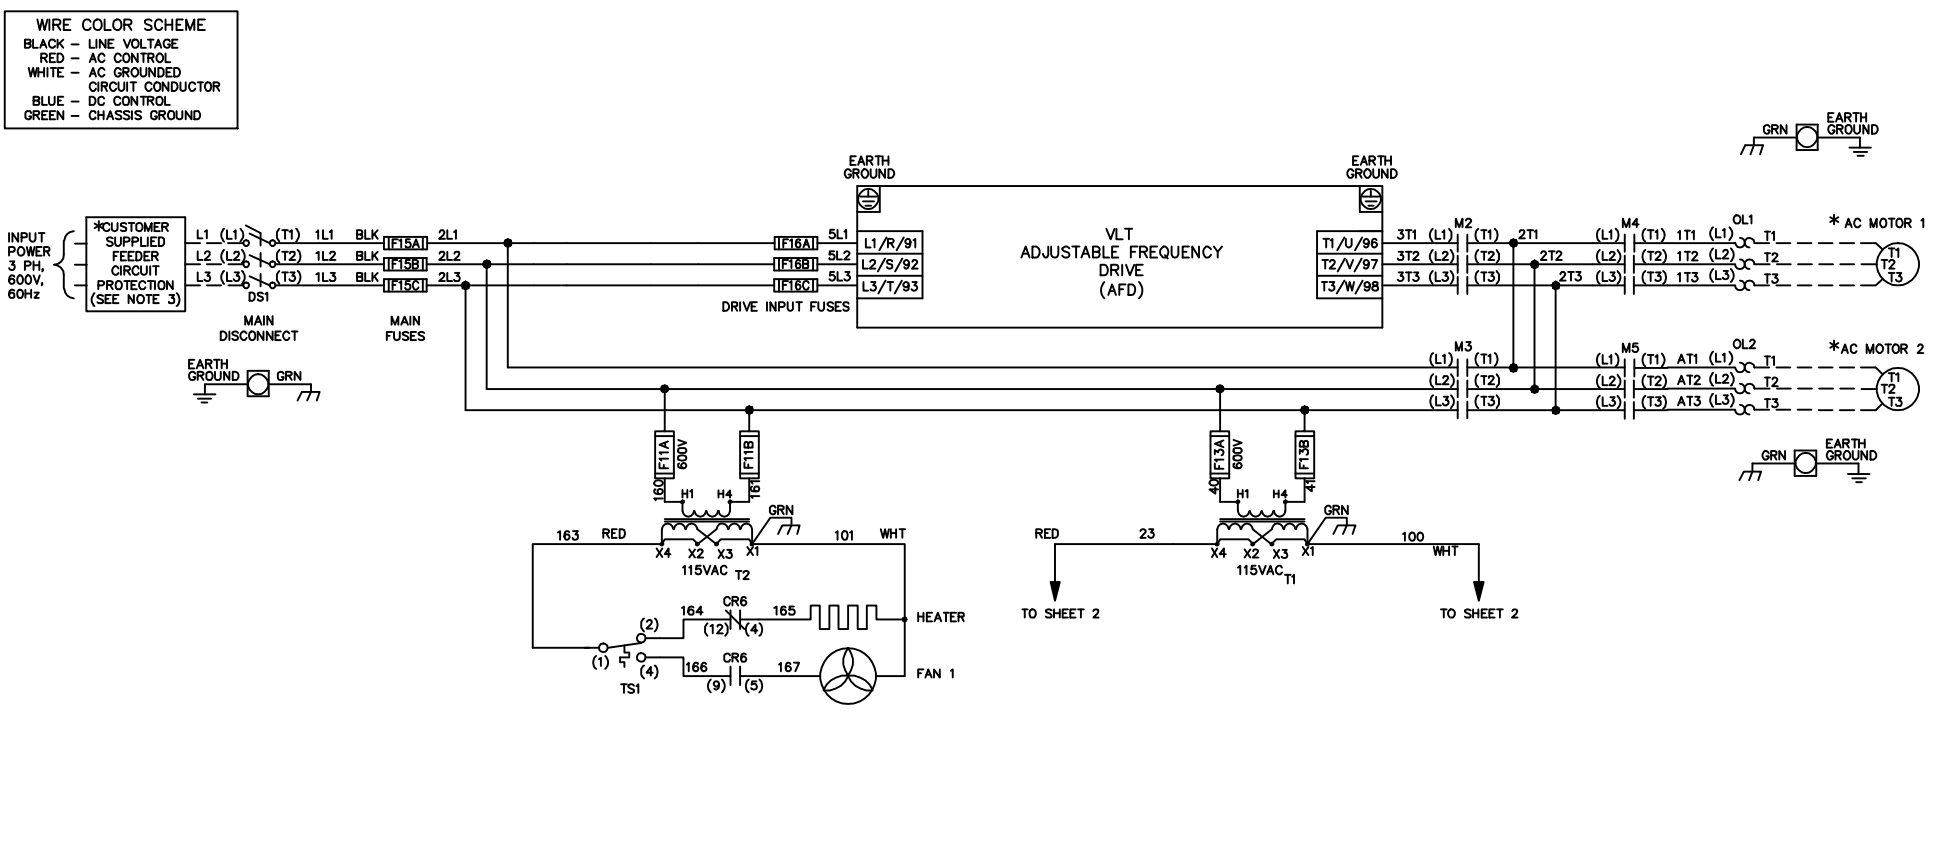 WIRE COLOR SCHEME
BLACK – LINE VOLTAGE
RED – AC CONTROL
WHITE – AC GROUNDED
CIRCUIT CONDUCTOR
BLUE – DC CONTROL
GREEN – CHASSIS GROUND
EARTH
GROUND
GRN
EARTH
GROUND
EARTH
GROUND
INPUT
POWER
3 PH,
600V,
60Hz
*CUSTOMER
SUPPLIED
FEEDER
CIRCUIT
PROTECTION
(SEE NOTE 3)
L1 (L1) (T1) 1L1 BLK F15A 2L1 F16A 5L1 L1/R/91
L2 (L2) (T2) 1L2 BLK F15B 2L2 F16B 5L2 L2/S/92
L3 (L3) (T3) 1L3 BLK F15C 2L3 F16C 5L3 L3/T/93
DS1
MAIN
DISCONNECT
MAIN
FUSES
DRIVE INPUT FUSES
VLT
ADJUSTABLE FREQUENCY
DRIVE
(AFD)
M2 M4 OL1 * AC MOTOR 1
T1/U/96 3T1 (L1) (T1) 2T1 (L1) (T1) 1T1 (L1) T1 T1
T2/V/97 3T2 (L2) (T2) 2T2 (L2) (T2) 1T2 (L2) T2 T2
T3/W/98 3T3 (L3) (T3) 2T3 (L3) (T3) 1T3 (L3) T3 T3
EARTH
GROUND GRN
M3 M5 OL2 *AC MOTOR 2
(L1) (T1) (L1) (T1) AT1 (L1) T1 T1
(L2) (T2) (L2) (T2) AT2 (L2) T2 T2
(L3) (T3) (L3) (T3) AT3 (L3) T3 T3
GRN EARTH
GROUND
F11A 600V F11B
160 161
H1 H4
GRN
163 RED 101 WHT
X4 X2 X3 X1
115VAC T2
F13A 600V F13B
40 41
H1 H4
GRN
RED 23 100 WHT
X4 X2 X3 X1
115VAC T1
TO SHEET 2
TO SHEET 2
CR6
164 165
(12) (4)
HEATER
(2)
(1)
(4)
TS1
CR6
166 167
(9) (5)
FAN 1